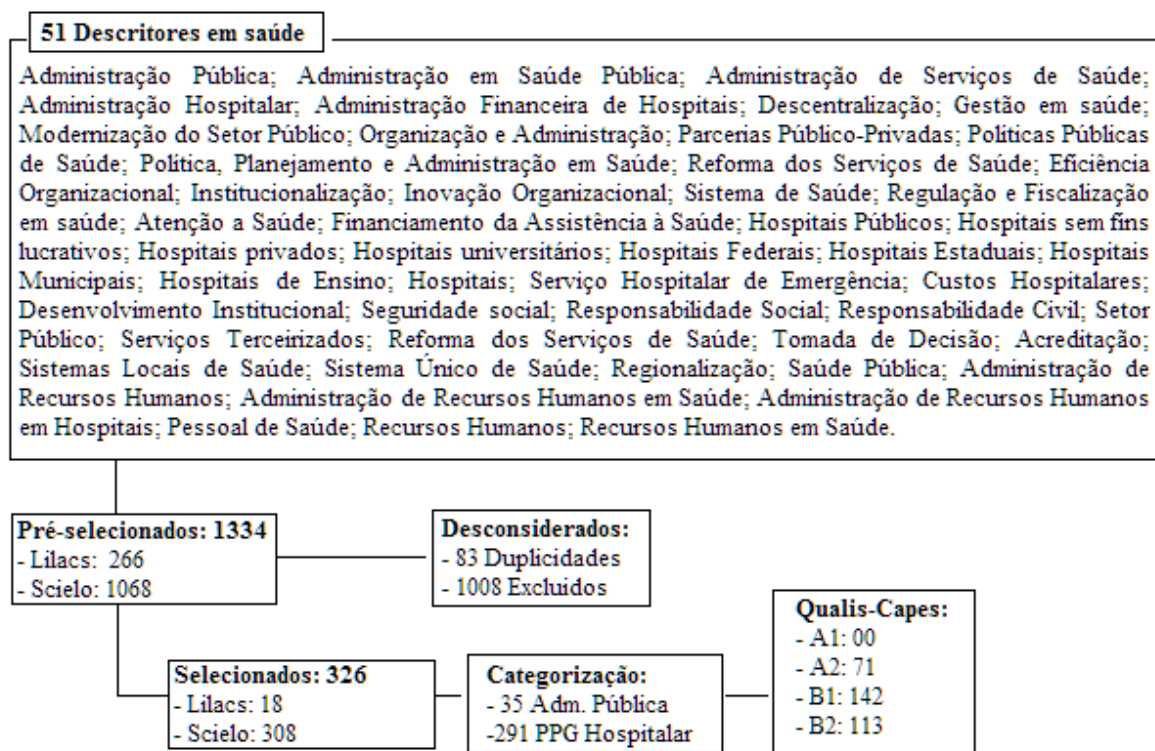 51 Descritores em saúde
Administração Pública; Administração em Saúde Pública; Administração de Serviços de Saúde;
Administração Hospitalar; Administração Financeira de Hospitais; Descentralização; Gestão em saúde;
Modernização do Setor Público; Organização e Administração; Parcerias Público-Privadas; Políticas Públicas
de Saúde; Politica, Planejamento e Administração em Saúde; Reforma dos Serviços de Saúde; Eficiência
Organizacional; Institucionalização; Inovação Organizacional; Sistema de Saúde; Regulação e Fiscalização
em saúde; Atenção a Saúde; Financiamento da Assistência à Saúde; Hospitais Públicos; Hospitais sem fins
lucrativos; Hospitais privados; Hospitais universitários; Hospitais Federais; Hospitais Estaduais; Hospitais
Municipais; Hospitais de Ensino; Hospitais; Serviço Hospitalar de Emergência; Custos Hospitalares;
Desenvolvimento Institucional; Seguridade social; Responsabilidade Social; Responsabilidade Civil; Setor
Público; Serviços Terceirizados; Reforma dos Serviços de Saúde; Tomada de Decisão; Acreditação;
Sistemas Locais de Saúde; Sistema Único de Saúde; Regionalização; Saúde Pública; Administração de
Recursos Humanos; Administração de Recursos Humanos em Saúde; Administração de Recursos Humanos
em Hospitais; Pessoal de Saúde; Recursos Humanos; Recursos Humanos em Saúde.
Pré-selecionados: 1334
- Lilacs: 266
- Scielo: 1068
Desconsiderados:
- 83 Duplicidades
- 1008 Excluidos
Selecionados: 326
- Lilacs: 18
- Scielo: 308
Categorização:
- 35 Adm. Pública
-291 PPG Hospitalar
Qualis-Capes:
- A1: 00
- A2: 71
- B1: 142
- B2: 113